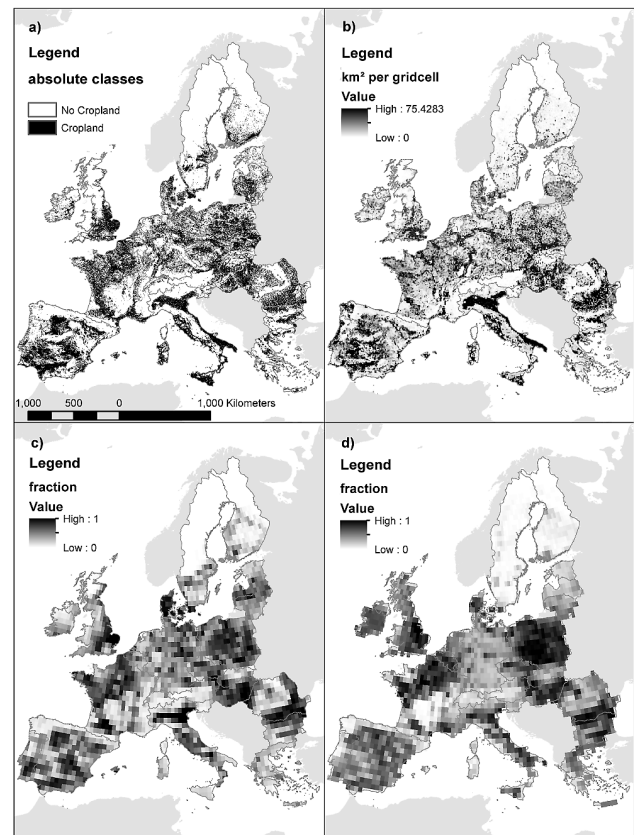 a)
Legend
absolute classes
No Cropland
Cropland
1,000 500 0 1,000 Kilometers
b)
Legend
km² per gridcell
Value
High : 75.4283
Low : 0
c)
Legend
fraction
Value
High : 1
Low : 0
d)
Legend
fraction
Value
High : 1
Low : 0